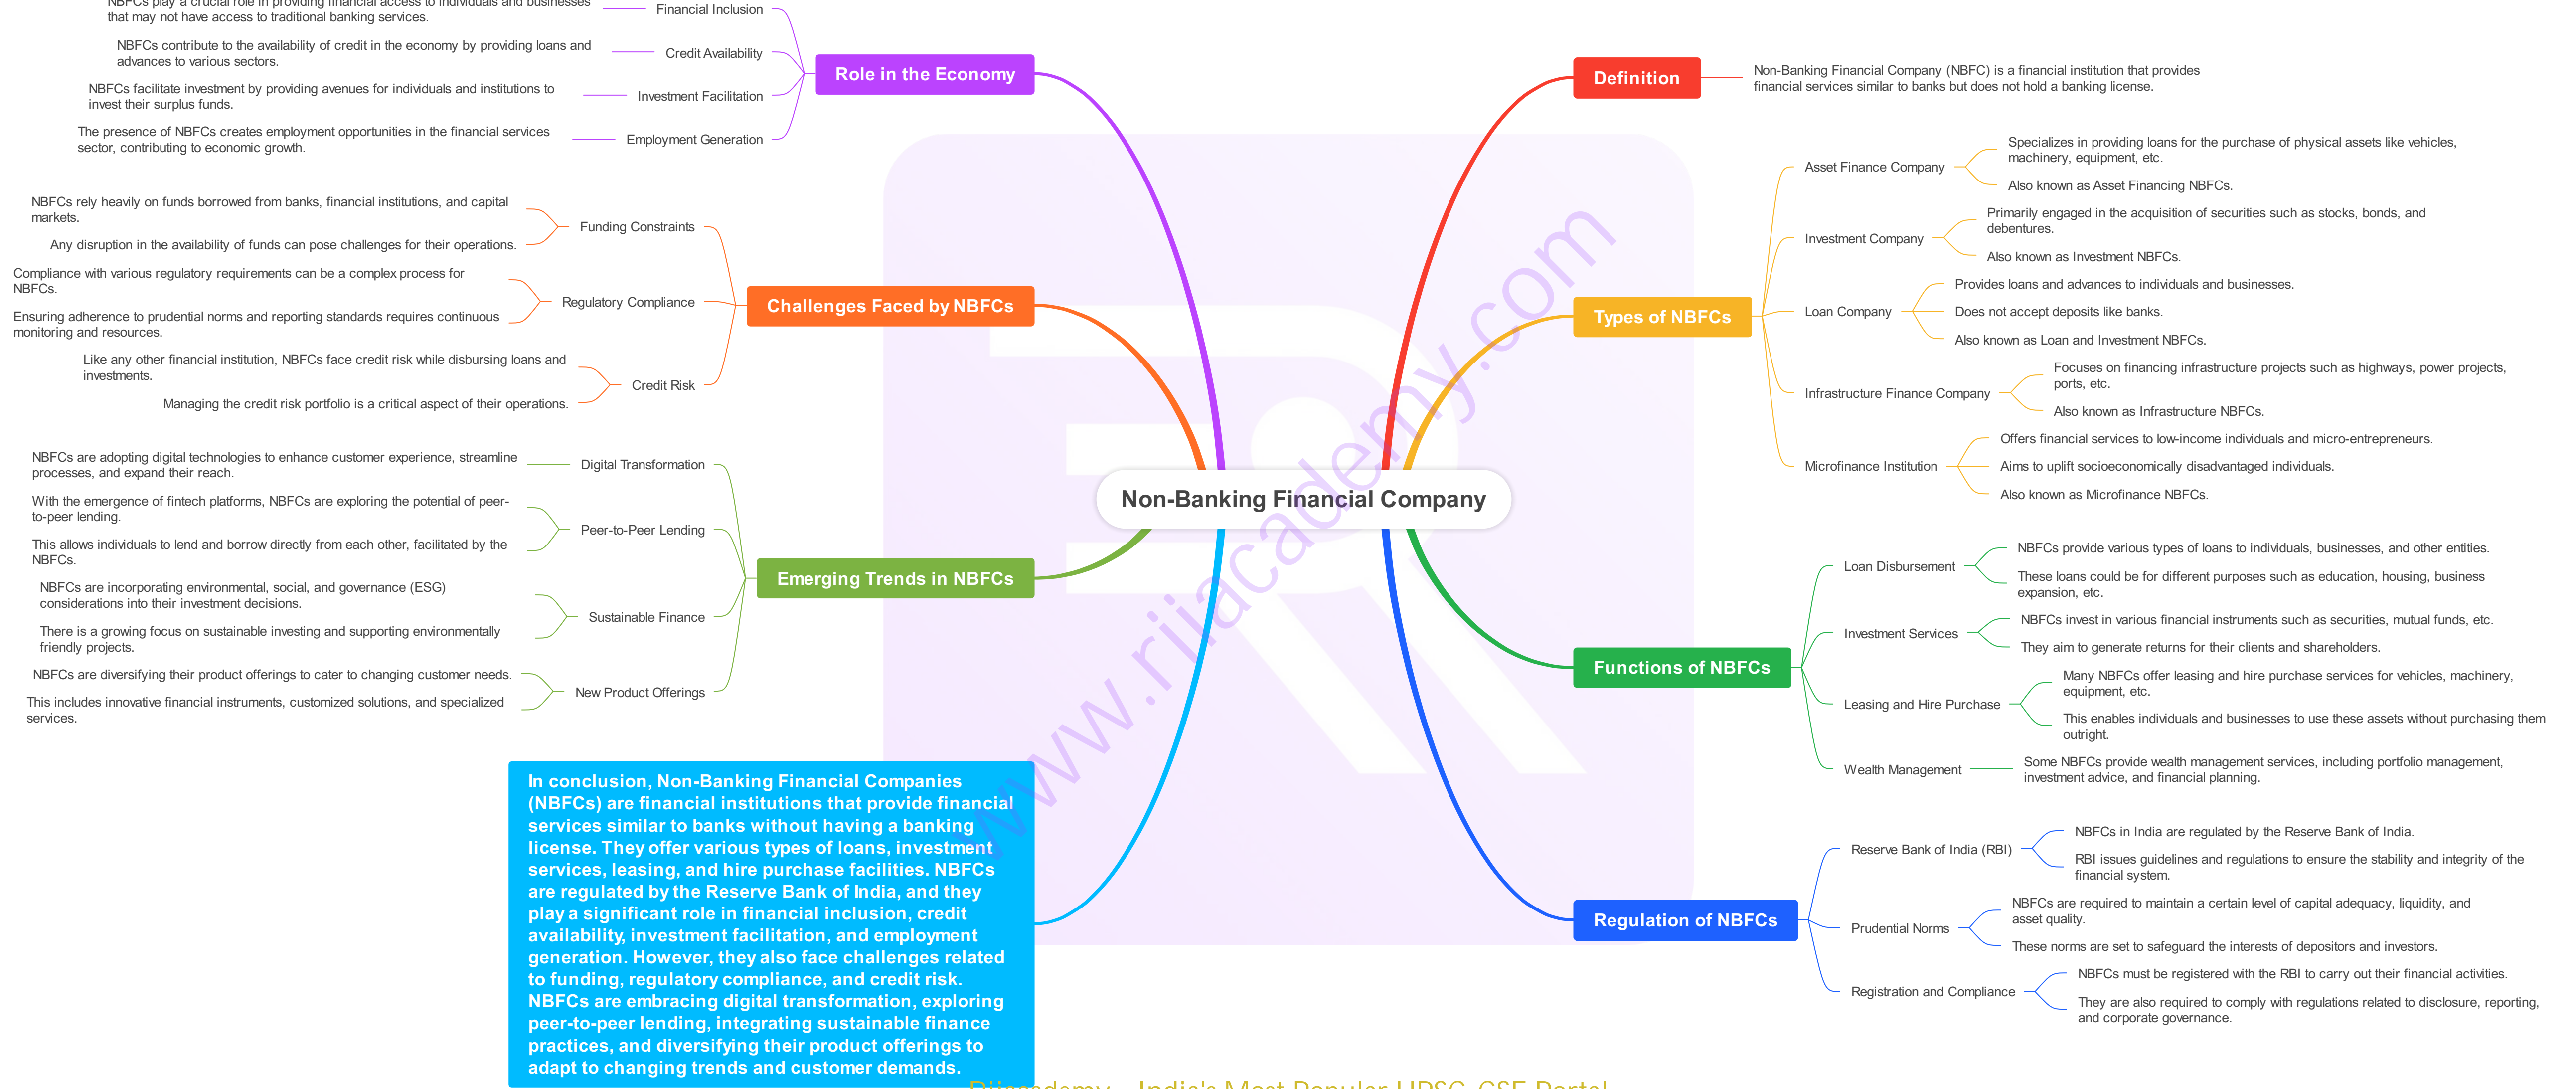 Non-Banking Financial Company
Definition
Non-Banking Financial Company (NBFC) is a financial institution that provides
financial services similar to banks but does not hold a banking license.
Types of NBFCs
Asset Finance Company
Specializes in providing loans for the purchase of physical assets like vehicles,
machinery, equipment, etc.
Also known as Asset Financing NBFCs.
Investment Company
Primarily engaged in the acquisition of securities such as stocks, bonds, and
debentures.
Also known as Investment NBFCs.
Loan Company
Provides loans and advances to individuals and businesses.
Does not accept deposits like banks.
Also known as Loan and Investment NBFCs.
Infrastructure Finance Company
Focuses on financing infrastructure projects such as highways, power projects,
ports, etc.
Also known as Infrastructure NBFCs.
Microfinance Institution
Offers financial services to low-income individuals and micro-entrepreneurs.
Aims to uplift socioeconomically disadvantaged individuals.
Also known as Microfinance NBFCs.
Functions of NBFCs
Loan Disbursement
NBFCs provide various types of loans to individuals, businesses, and other entities.
These loans could be for different purposes such as education, housing, business
expansion, etc.
Investment Services
NBFCs invest in various financial instruments such as securities, mutual funds, etc.
They aim to generate returns for their clients and shareholders.
Leasing and Hire Purchase
Many NBFCs offer leasing and hire purchase services for vehicles, machinery,
equipment, etc.
This enables individuals and businesses to use these assets without purchasing them
outright.
Wealth Management
Some NBFCs provide wealth management services, including portfolio management,
investment advice, and financial planning.
Regulation of NBFCs
Reserve Bank of India (RBI)
NBFCs in India are regulated by the Reserve Bank of India.
RBI issues guidelines and regulations to ensure the stability and integrity of the
financial system.
Prudential Norms
NBFCs are required to maintain a certain level of capital adequacy, liquidity, and
asset quality.
These norms are set to safeguard the interests of depositors and investors.
Registration and Compliance
NBFCs must be registered with the RBI to carry out their financial activities.
They are also required to comply with regulations related to disclosure, reporting,
and corporate governance.
Role in the Economy
Financial Inclusion
NBFCs play a crucial role in providing financial access to individuals and businesses
that may not have access to traditional banking services.
Credit Availability
NBFCs contribute to the availability of credit in the economy by providing loans and
advances to various sectors.
Investment Facilitation
NBFCs facilitate investment by providing avenues for individuals and institutions to
invest their surplus funds.
Employment Generation
The presence of NBFCs creates employment opportunities in the financial services
sector, contributing to economic growth.
Challenges Faced by NBFCs
Funding Constraints
NBFCs rely heavily on funds borrowed from banks, financial institutions, and capital
markets.
Any disruption in the availability of funds can pose challenges for their operations.
Regulatory Compliance
Compliance with various regulatory requirements can be a complex process for
NBFCs.
Ensuring adherence to prudential norms and reporting standards requires continuous
monitoring and resources.
Credit Risk
Like any other financial institution, NBFCs face credit risk while disbursing loans and
investments.
Managing the credit risk portfolio is a critical aspect of their operations.
Emerging Trends in NBFCs
Digital Transformation
NBFCs are adopting digital technologies to enhance customer experience, streamline
processes, and expand their reach.
Peer-to-Peer Lending
With the emergence of fintech platforms, NBFCs are exploring the potential of peer-
to-peer lending.
This allows individuals to lend and borrow directly from each other, facilitated by the
NBFCs.
Sustainable Finance
NBFCs are incorporating environmental, social, and governance (ESG)
considerations into their investment decisions.
There is a growing focus on sustainable investing and supporting environmentally
friendly projects.
New Product Offerings
NBFCs are diversifying their product offerings to cater to changing customer needs.
This includes innovative financial instruments, customized solutions, and specialized
services.
In conclusion, Non-Banking Financial Companies
(NBFCs) are financial institutions that provide financial
services similar to banks without having a banking
license. They offer various types of loans, investment
services, leasing, and hire purchase facilities. NBFCs
are regulated by the Reserve Bank of India, and they
play a significant role in financial inclusion, credit
availability, investment facilitation, and employment
generation. However, they also face challenges related
to funding, regulatory compliance, and credit risk.
NBFCs are embracing digital transformation, exploring
peer-to-peer lending, integrating sustainable finance
practices, and diversifying their product offerings to
adapt to changing trends and customer demands.
www.rijiacademy.com
India's Most Popular UPSC-CSE Portal